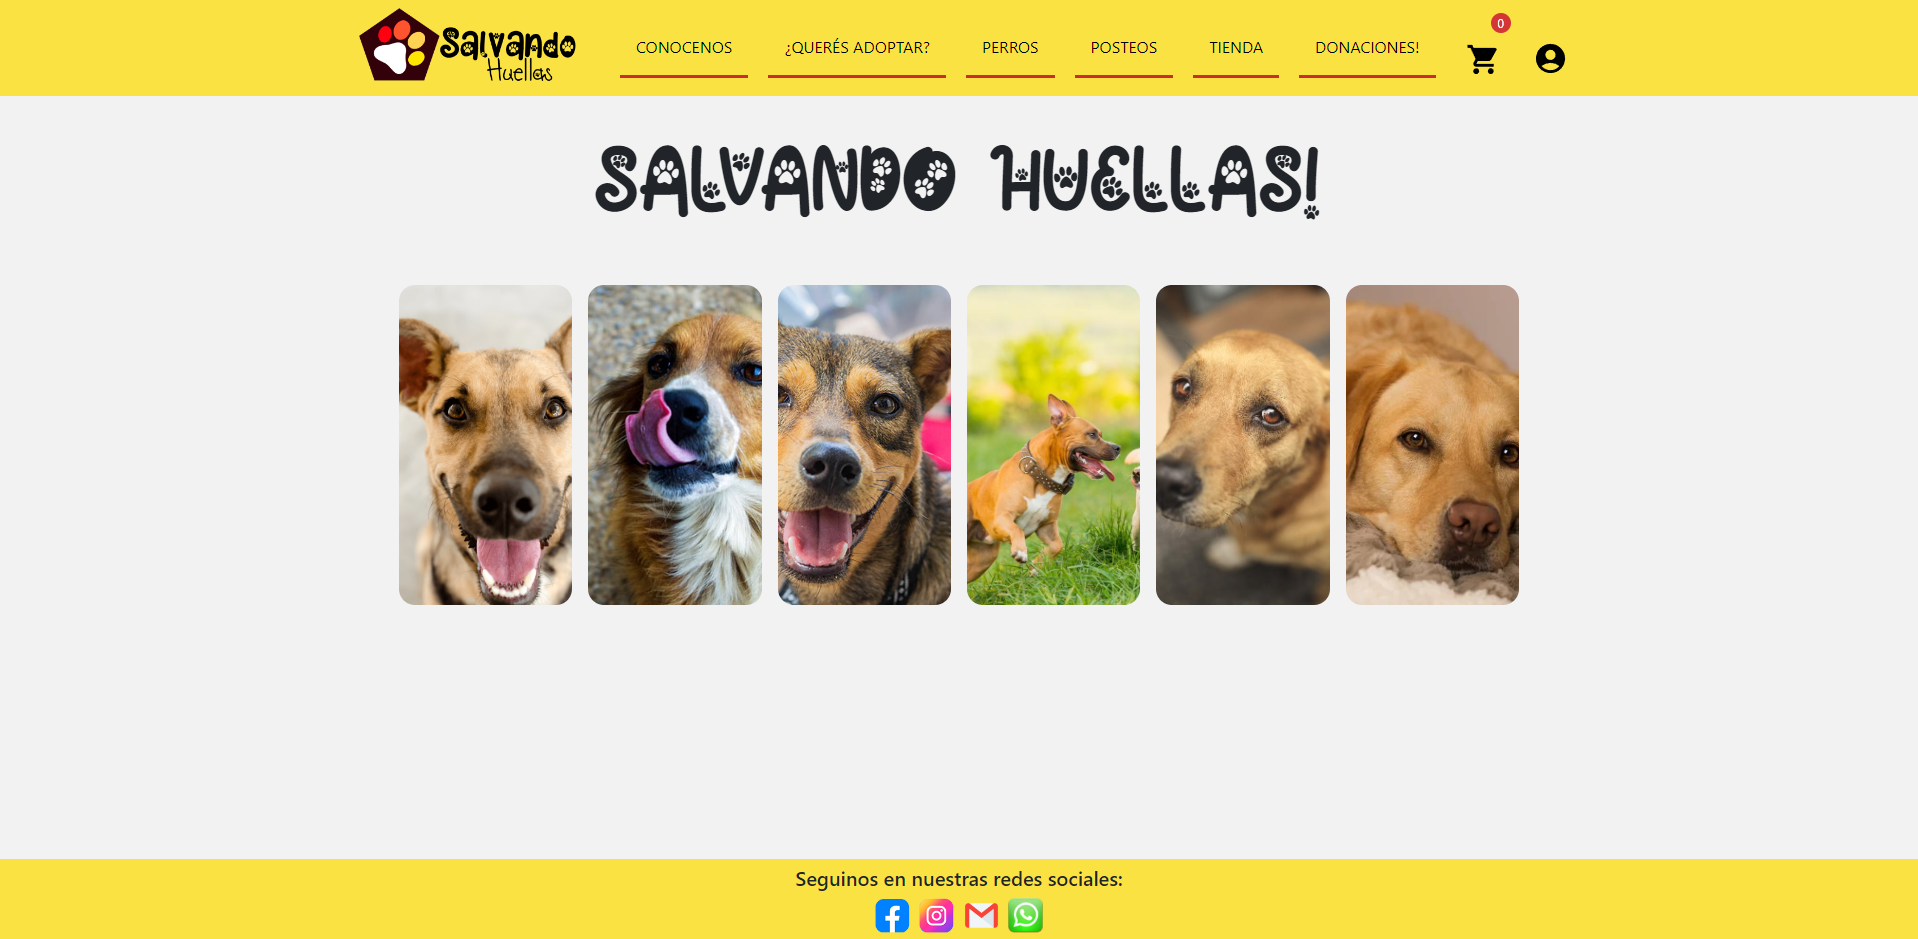 Salvando
Huellas
CONOCENOS
¿QUERÉS ADOPTAR?
PERROS
POSTEOS
TIENDA
DONACIONES!
0
SALVANDO HUELLAS!
Seguinos en nuestras redes sociales: